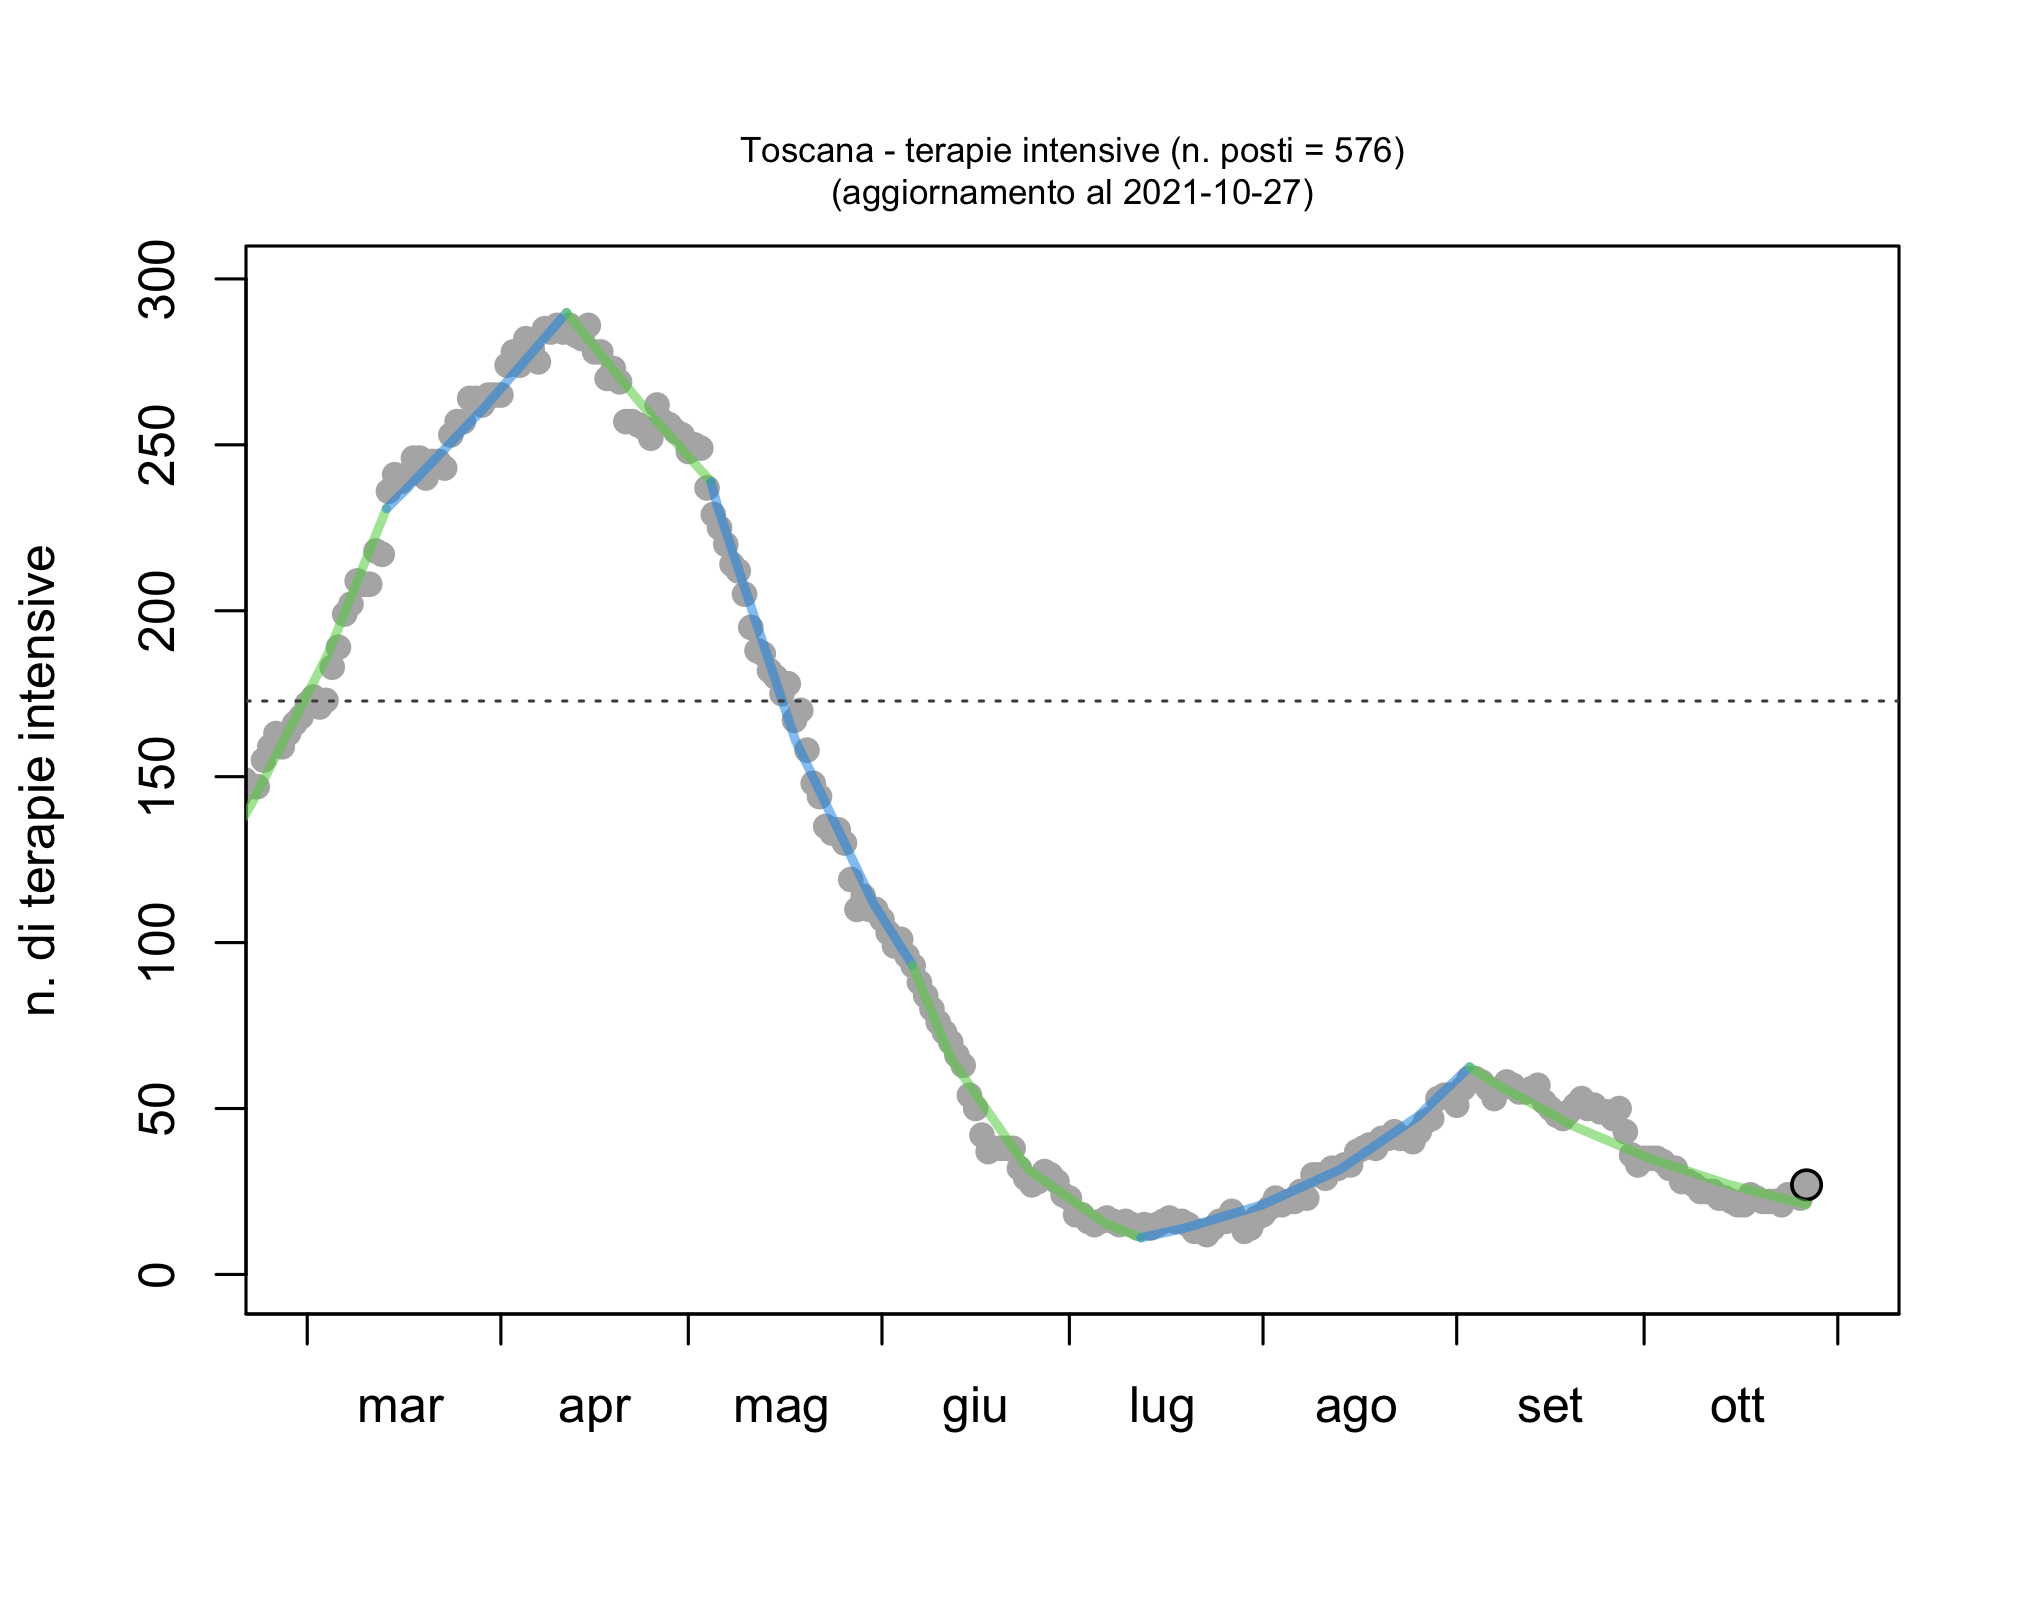 Toscana - terapie intensive (n. posti = 576)
(aggiornamento al 2021-10-27)
n. di terapie intensive
300
250
200
150
100
50
0
mar apr mag giu lug ago set ott